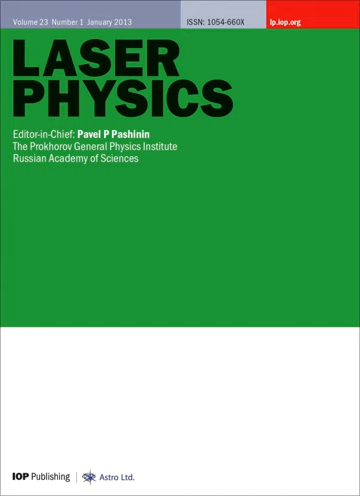 Volume 23 Number 1 January 2013
ISSN: 1054-660X
lp.iop.org
LASER
PHYSICS
Editor-in-Chief: Pavel P Pashinin
The Prokhorov General Physics Institute
Russian Academy of Sciences
IOP Publishing
Astro Ltd.